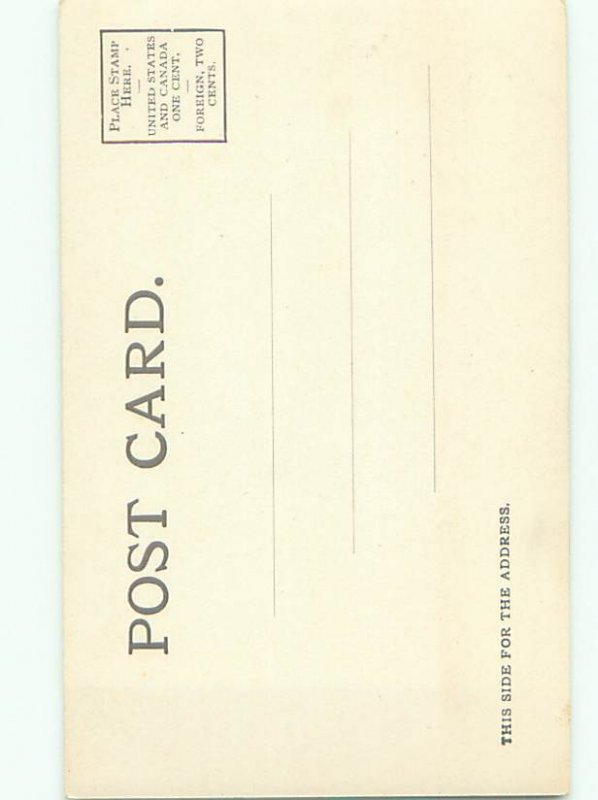 POST CARD.
PLACE STAMP
HERE.
UNITED STATES
AND CANADA
ONE CENT.
FOREIGN, TWO
CENTS.
THIS SIDE FOR THE ADDRESS.